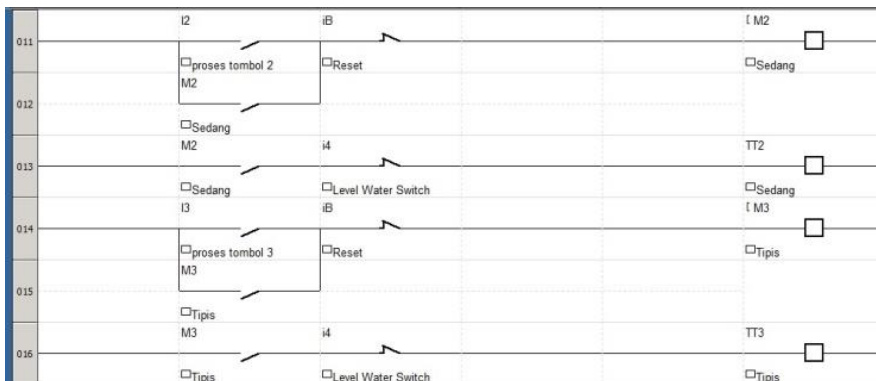 I2 iB [ M2
011
proses tombol 2 Reset Sedang
M2
012
Sedang
M2 i4 TT2
013
Sedang Level Water Switch Sedang
I3 iB [ M3
014
proses tombol 3 Reset Tipis
M3
015
Tipis
M3 i4 TT3
016
Tipis Level Water Switch Tipis